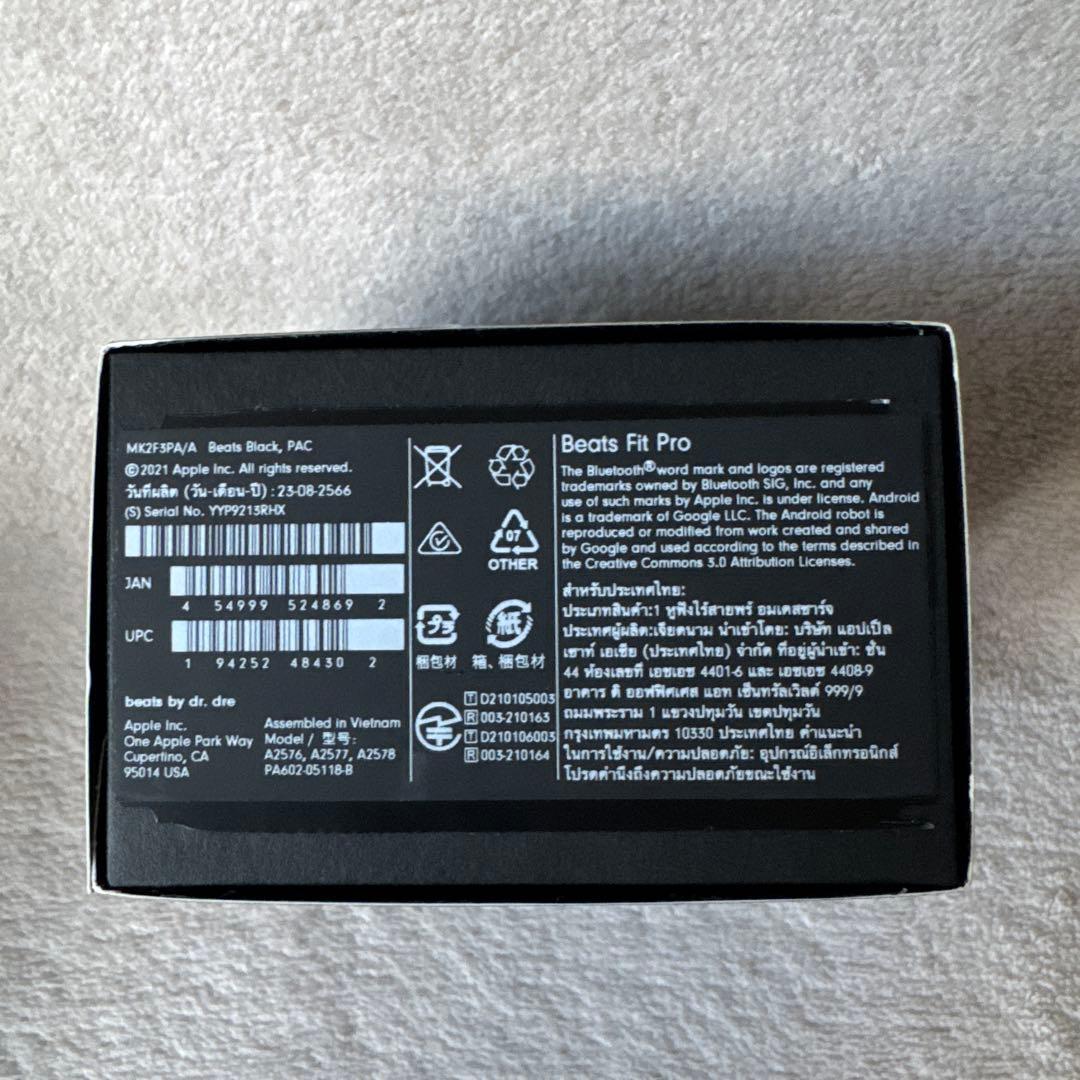 MK2F3PA/A Beats Black, PAC
©2021 Apple Inc. All rights reserved.
วันที่ผลิต (วัน-เดือน-ปี) : 23-08-2566
(S) Serial No. YYP9213RHX
JAN
4 54999 524869 2
UPC
1 94252 48430 2
beats by dr. dre
Apple Inc.
One Apple Park Way
Cupertino, CA
95014 USA
Assembled in Vietnam
Model / 型号:
A2576, A2577, A2578
PA602-05118-B
07
OTHER
プラ
紙
梱包材
箱、梱包材
T D210105003
R 003-210163
T D210106003
R 003-210164
Beats Fit Pro
The Bluetooth® word mark and logos are registered
trademarks owned by Bluetooth SIG, Inc. and any
use of such marks by Apple Inc. is under license. Android
is a trademark of Google LLC. The Android robot is
reproduced or modified from work created and shared
by Google and used according to the terms described in
the Creative Commons 3.0 Attribution Licenses.
สำหรับประเทศไทย:
ประเภทสินค้า:1 หูฟังไร้สายพร้อมเคสชาร์จ
ประเทศผู้ผลิต:เวียดนาม นำเข้าโดย: บริษัท แอปเปิล
เซาท์ เอเชีย (ประเทศไทย) จำกัด ที่อยู่ผู้นำเข้า: ชั้น
44 ห้องเลขที่ เอชเอช 4401-6 และ เอชเอช 4408-9
อาคาร ดิ ออฟฟิศเศส แอท เซ็นทรัลเวิลด์ 999/9
ถนนพระราม 1 แขวงปทุมวัน เขตปทุมวัน
กรุงเทพมหานคร 10330 ประเทศไทย คำแนะนำ
ในการใช้งาน/ความปลอดภัย: อุปกรณ์อิเล็กทรอนิกส์
โปรดคำนึงถึงความปลอดภัยขณะใช้งาน